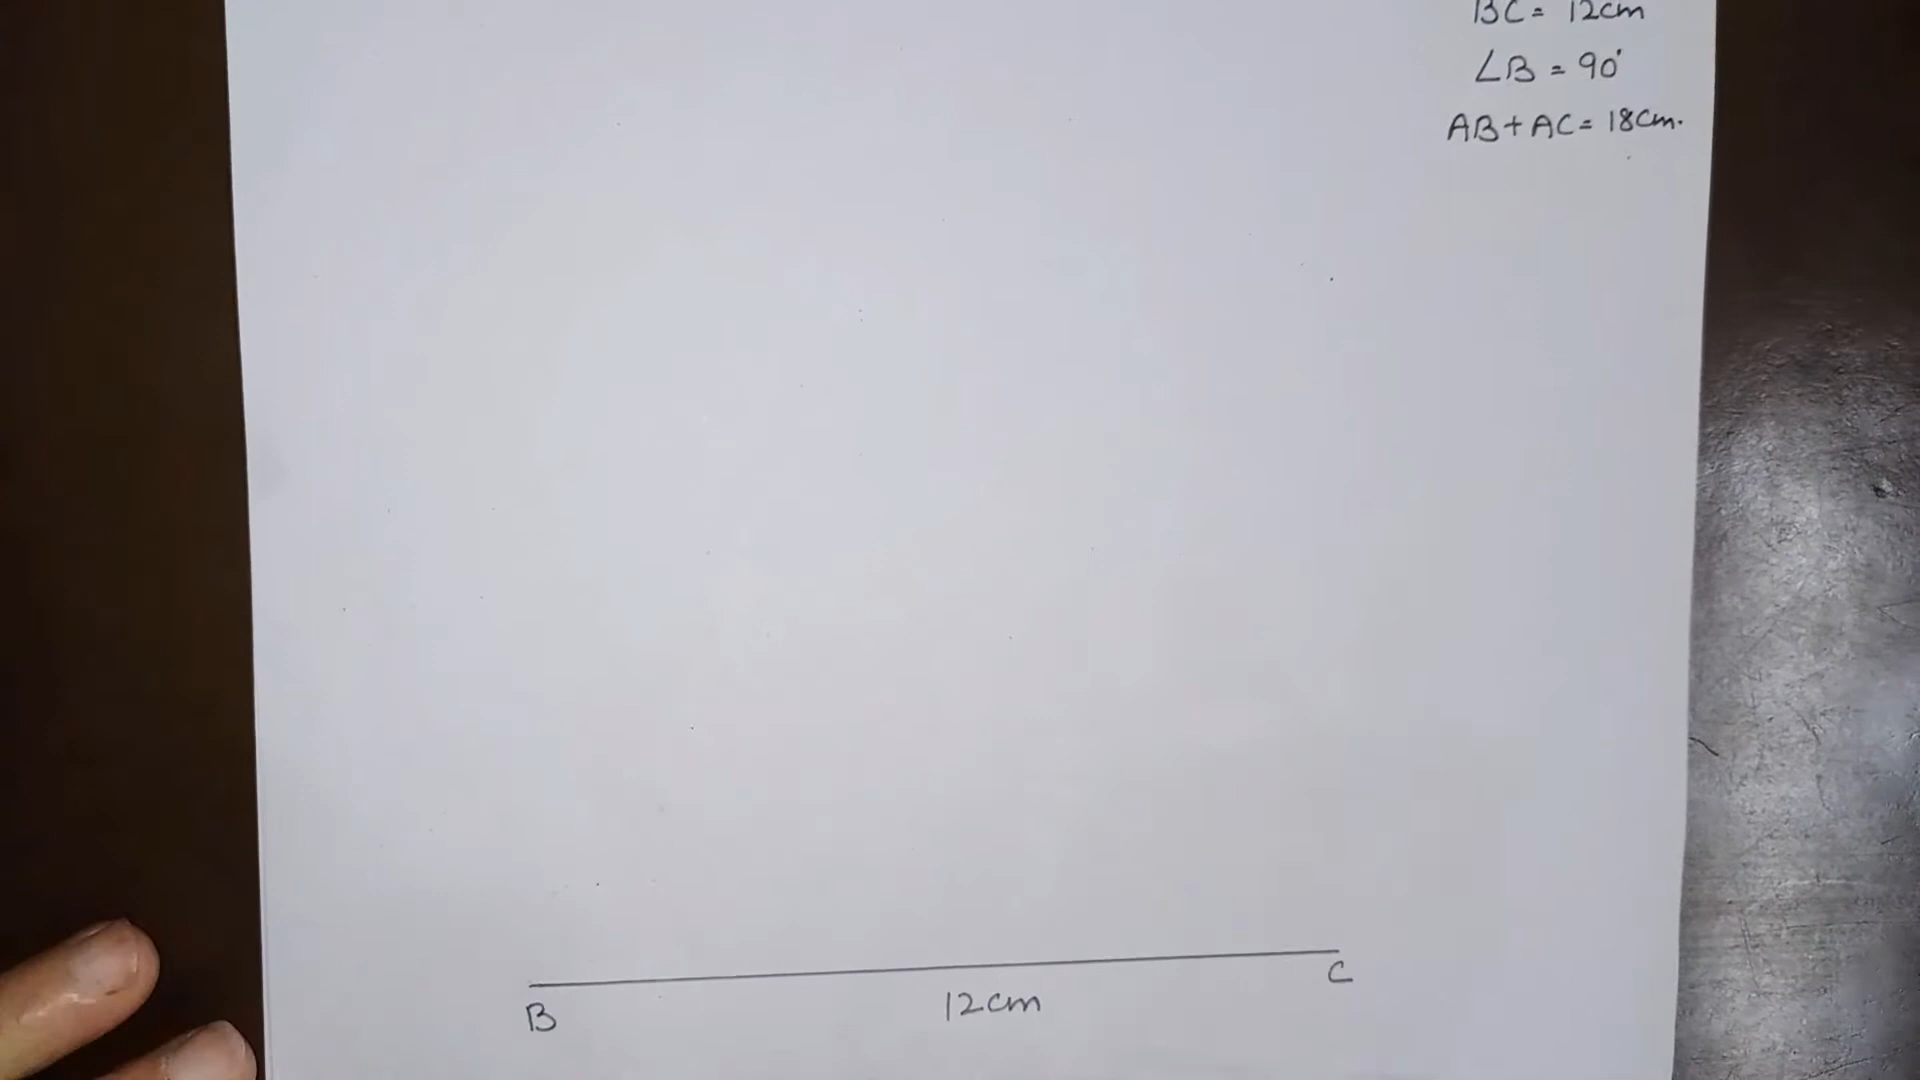 BC = 12cm
∠B = 90°
AB + AC = 18cm.
C
12cm
B